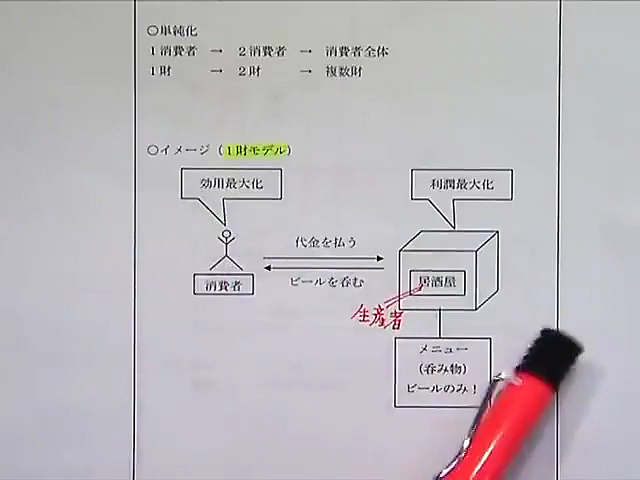 ○単純化
1消費者 → 2消費者 → 消費者全体
1財 → 2財 → 複数財
○イメージ（1財モデル）
効用最大化
利潤最大化
代金を払う
ビールを呑む
消費者
居酒屋
生産者
メニュー
（呑み物）
ビールのみ！